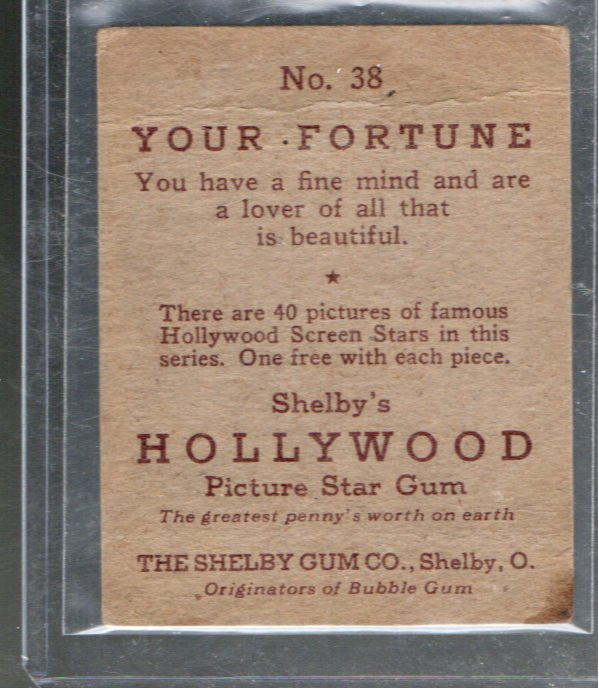 No. 38
YOUR FORTUNE
You have a fine mind and are
a lover of all that
is beautiful.
★
There are 40 pictures of famous
Hollywood Screen Stars in this
series. One free with each piece.
Shelby's
HOLLYWOOD
Picture Star Gum
The greatest penny's worth on earth
THE SHELBY GUM CO., Shelby, O.
Originators of Bubble Gum